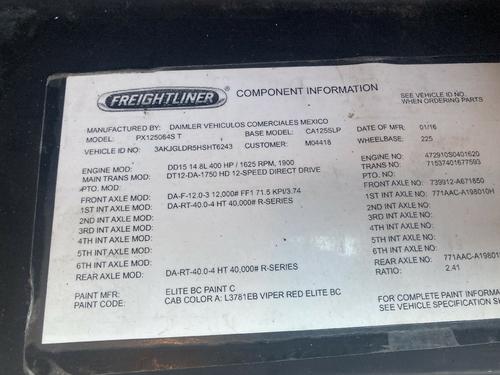 FREIGHTLINER COMPONENT INFORMATION SEE VEHICLE ID NO.
WHEN ORDERING PARTS
MANUFACTURED BY: DAIMLER VEHICULOS COMERCIALES MEXICO
MODEL: PX125064S T BASE MODEL: CA125SLP DATE OF MFR: 01/16
VEHICLE ID NO: 3AKJGLDR5HSHT6243 CUSTOMER: M04418 WHEELBASE: 225
ENGINE MOD: DD15 14.8L 400 HP / 1625 RPM, 1900 ENGINE NO: 472910S0401620
MAIN TRANS MOD: DT12-DA-1750 HD 12-SPEED DIRECT DRIVE TRANS NO: 71537401677593
PTO. MOD: PTO. NO:
FRONT AXLE MOD: DA-F-12.0-3 12,000# FF1 71.5 KPI/3.74 FRONT AXLE NO: 739912-A671850
1ST INT AXLE MOD: DA-RT-40.0-4 HT 40,000# R-SERIES 1ST INT AXLE NO: 771AAC-A198010H
2ND INT AXLE MOD: 2ND INT AXLE NO:
3RD INT AXLE MOD: 3RD INT AXLE NO:
4TH INT AXLE MOD: 4TH INT AXLE NO:
5TH INT AXLE MOD: 5TH INT AXLE NO:
6TH INT AXLE MOD: 6TH INT AXLE NO:
REAR AXLE MOD: DA-RT-40.0-4 HT 40,000# R-SERIES REAR AXLE NO: 771AAC-A198019
RATIO: 2.41
PAINT MFR: ELITE BC PAINT C FOR COMPLETE PAINT INFORMA
PAINT CODE: CAB COLOR A: L3781EB VIPER RED ELITE BC SEE VEHICLE SPECIFICATION SH